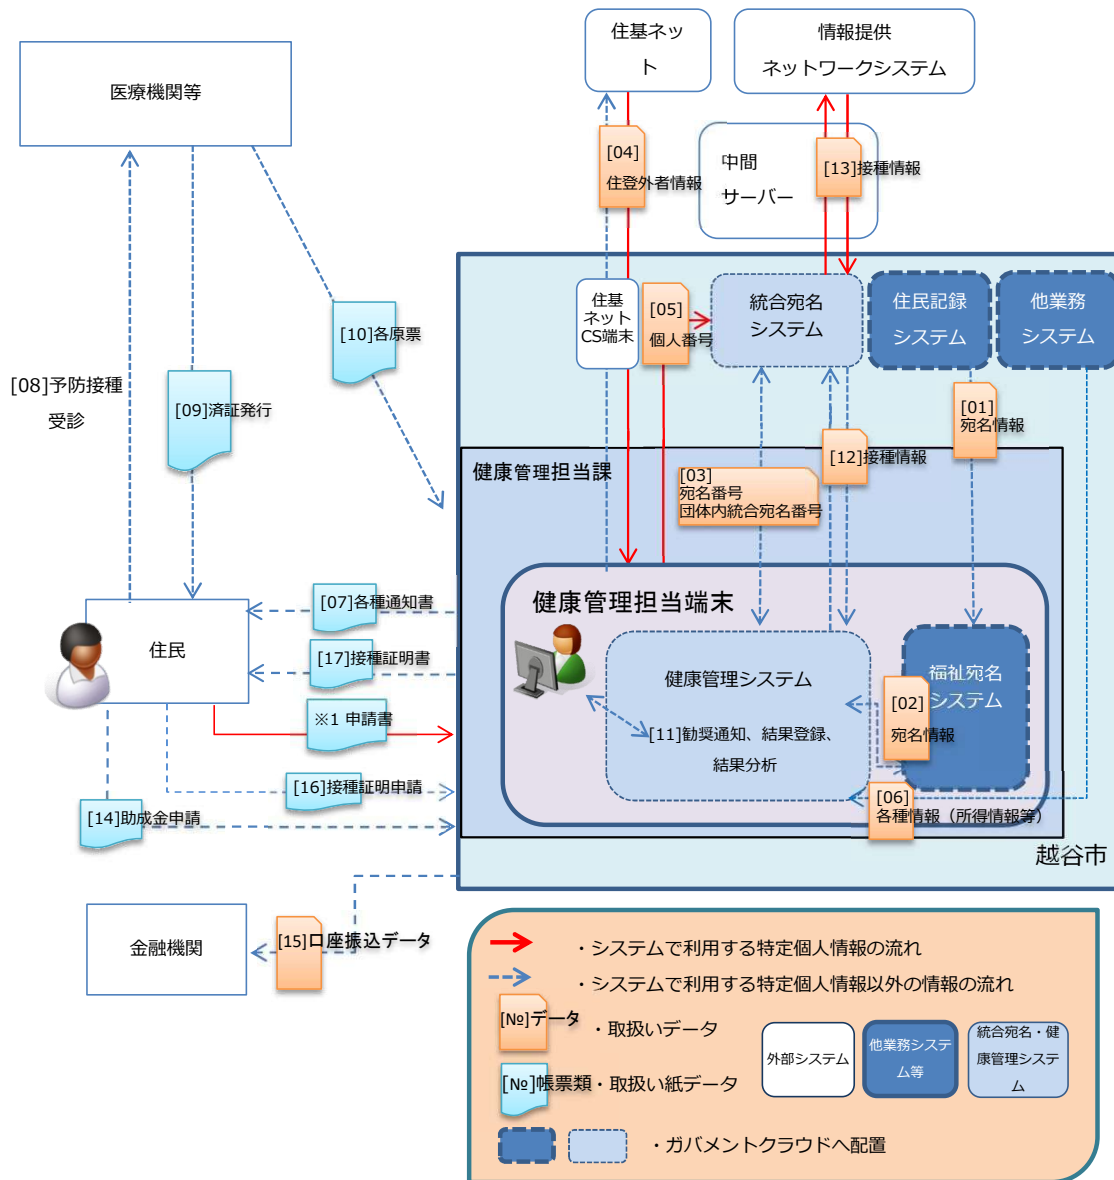 住基ネッ
ト
情報提供
ネットワークシステム
医療機関等
[04]
住登外者情報
中間
サーバー
[13]接種情報
住基
ネット
CS端末
[05]
個人番号
統合宛名
システム
住民記録
システム
他業務
システム
[10]各原票
[08]予防接種
受診
[09]済証発行
[01]
宛名情報
[12]接種情報
健康管理担当課
[03]
宛名番号
団体内統合宛名番号
健康管理担当端末
[07]各種通知書
住民
[17]接種証明書
※1 申請書
[16]接種証明申請
[14]助成金申請
健康管理システム
[11]勧奨通知、結果登録、
結果分析
福祉宛名
システム
[02]
宛名情報
[06]
各種情報（所得情報等）
越谷市
金融機関
[15]口座振込データ
・システムで利用する特定個人情報の流れ
・システムで利用する特定個人情報以外の情報の流れ
[№]データ
・取扱いデータ
[№]帳票類・取扱い紙データ
外部システム
他業務システ
ム等
統合宛名・健
康管理システ
ム
・ガバメントクラウドへ配置